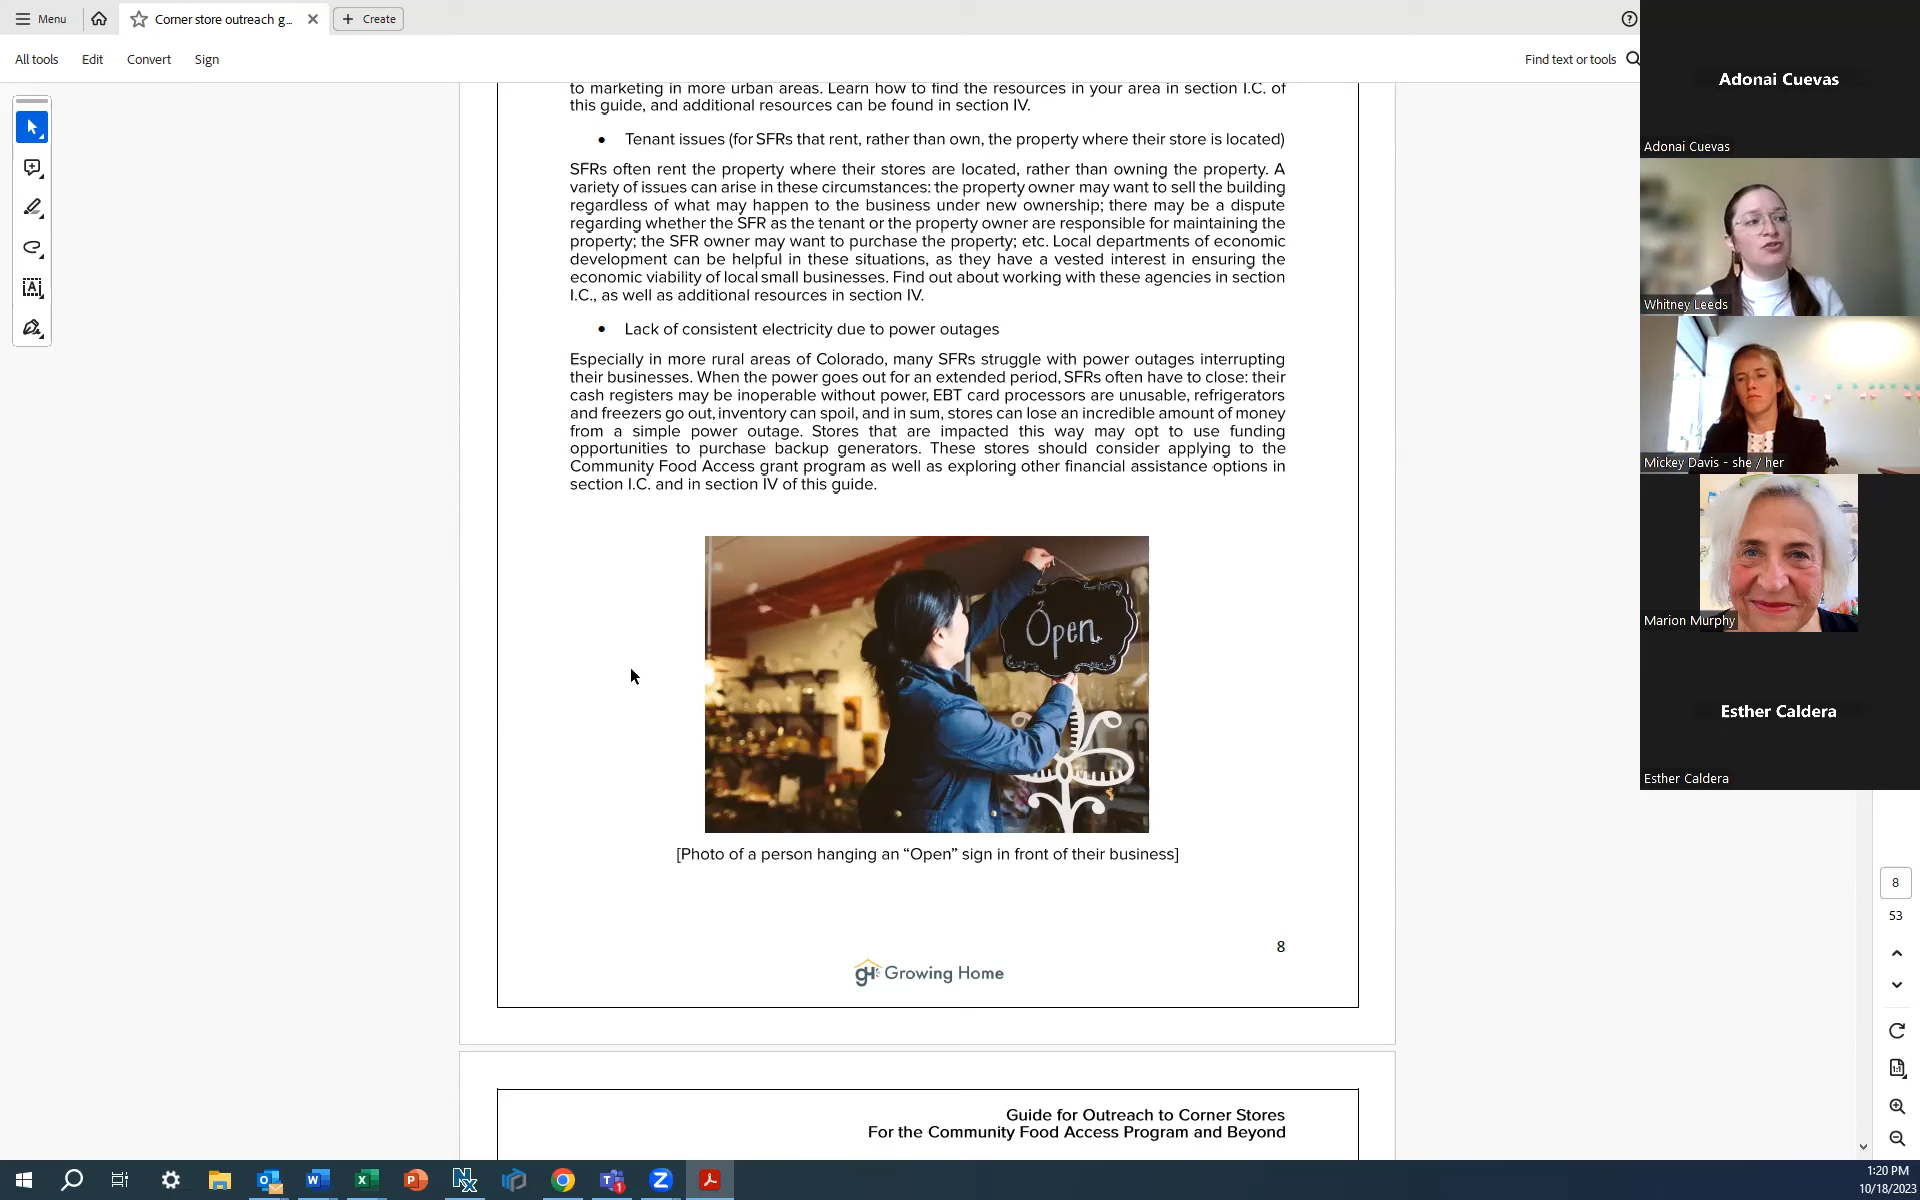 Menu
Corner store outreach g...
Create
All tools
Edit
Convert
Sign
Find text or tools
to marketing in more urban areas. Learn how to find the resources in your area in section I.C. of
this guide, and additional resources can be found in section IV.
• Tenant issues (for SFRs that rent, rather than own, the property where their store is located)
SFRs often rent the property where their stores are located, rather than owning the property. A
variety of issues can arise in these circumstances: the property owner may want to sell the building
regardless of what may happen to the business under new ownership; there may be a dispute
regarding whether the SFR as the tenant or the property owner are responsible for maintaining the
property; the SFR owner may want to purchase the property; etc. Local departments of economic
development can be helpful in these situations, as they have a vested interest in ensuring the
economic viability of local small businesses. Find out about working with these agencies in section
I.C., as well as additional resources in section IV.
• Lack of consistent electricity due to power outages
Especially in more rural areas of Colorado, many SFRs struggle with power outages interrupting
their businesses. When the power goes out for an extended period, SFRs often have to close: their
cash registers may be inoperable without power, EBT card processors are unusable, refrigerators
and freezers go out, inventory can spoil, and in sum, stores can lose an incredible amount of money
from a simple power outage. Stores that are impacted this way may opt to use funding
opportunities to purchase backup generators. These stores should consider applying to the
Community Food Access grant program as well as exploring other financial assistance options in
section I.C. and in section IV of this guide.
Open
[Photo of a person hanging an “Open” sign in front of their business]
8
gH Growing Home
Guide for Outreach to Corner Stores
For the Community Food Access Program and Beyond
Adonai Cuevas
Adonai Cuevas
Whitney Leeds
Mickey Davis - she / her
Marion Murphy
Esther Caldera
Esther Caldera
8
53
1:20 PM
10/18/2023